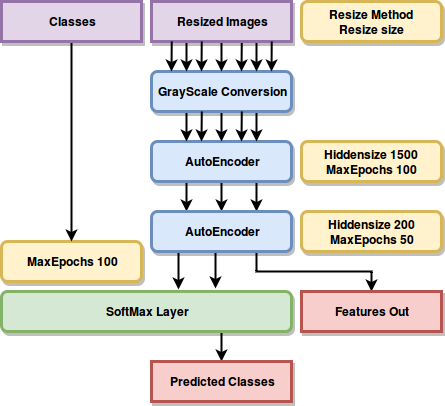 Classes
Resized Images
Resize Method
Resize size
GrayScale Conversion
AutoEncoder
Hiddensize 1500
MaxEpochs 100
AutoEncoder
Hiddensize 200
MaxEpochs 50
MaxEpochs 100
SoftMax Layer
Features Out
Predicted Classes